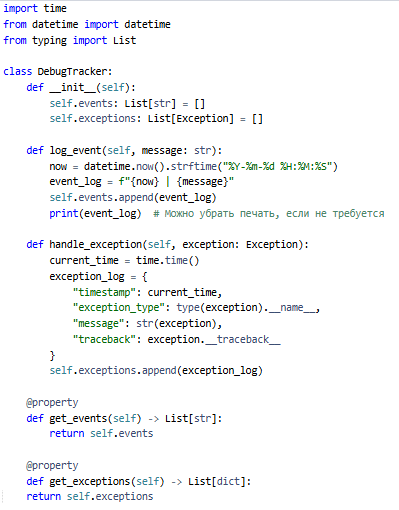 import time
from datetime import datetime
from typing import List

class DebugTracker:
    def __init__(self):
        self.events: List[str] = []
        self.exceptions: List[Exception] = []

    def log_event(self, message: str):
        now = datetime.now().strftime("%Y-%m-%d %H:%M:%S")
        event_log = f"{now} | {message}"
        self.events.append(event_log)
        print(event_log)  # Можно убрать печать, если не требуется

    def handle_exception(self, exception: Exception):
        current_time = time.time()
        exception_log = {
            "timestamp": current_time,
            "exception_type": type(exception).__name__,
            "message": str(exception),
            "traceback": exception.__traceback__
        }
        self.exceptions.append(exception_log)

    @property
    def get_events(self) -> List[str]:
        return self.events

    @property
    def get_exceptions(self) -> List[dict]:
    return self.exceptions